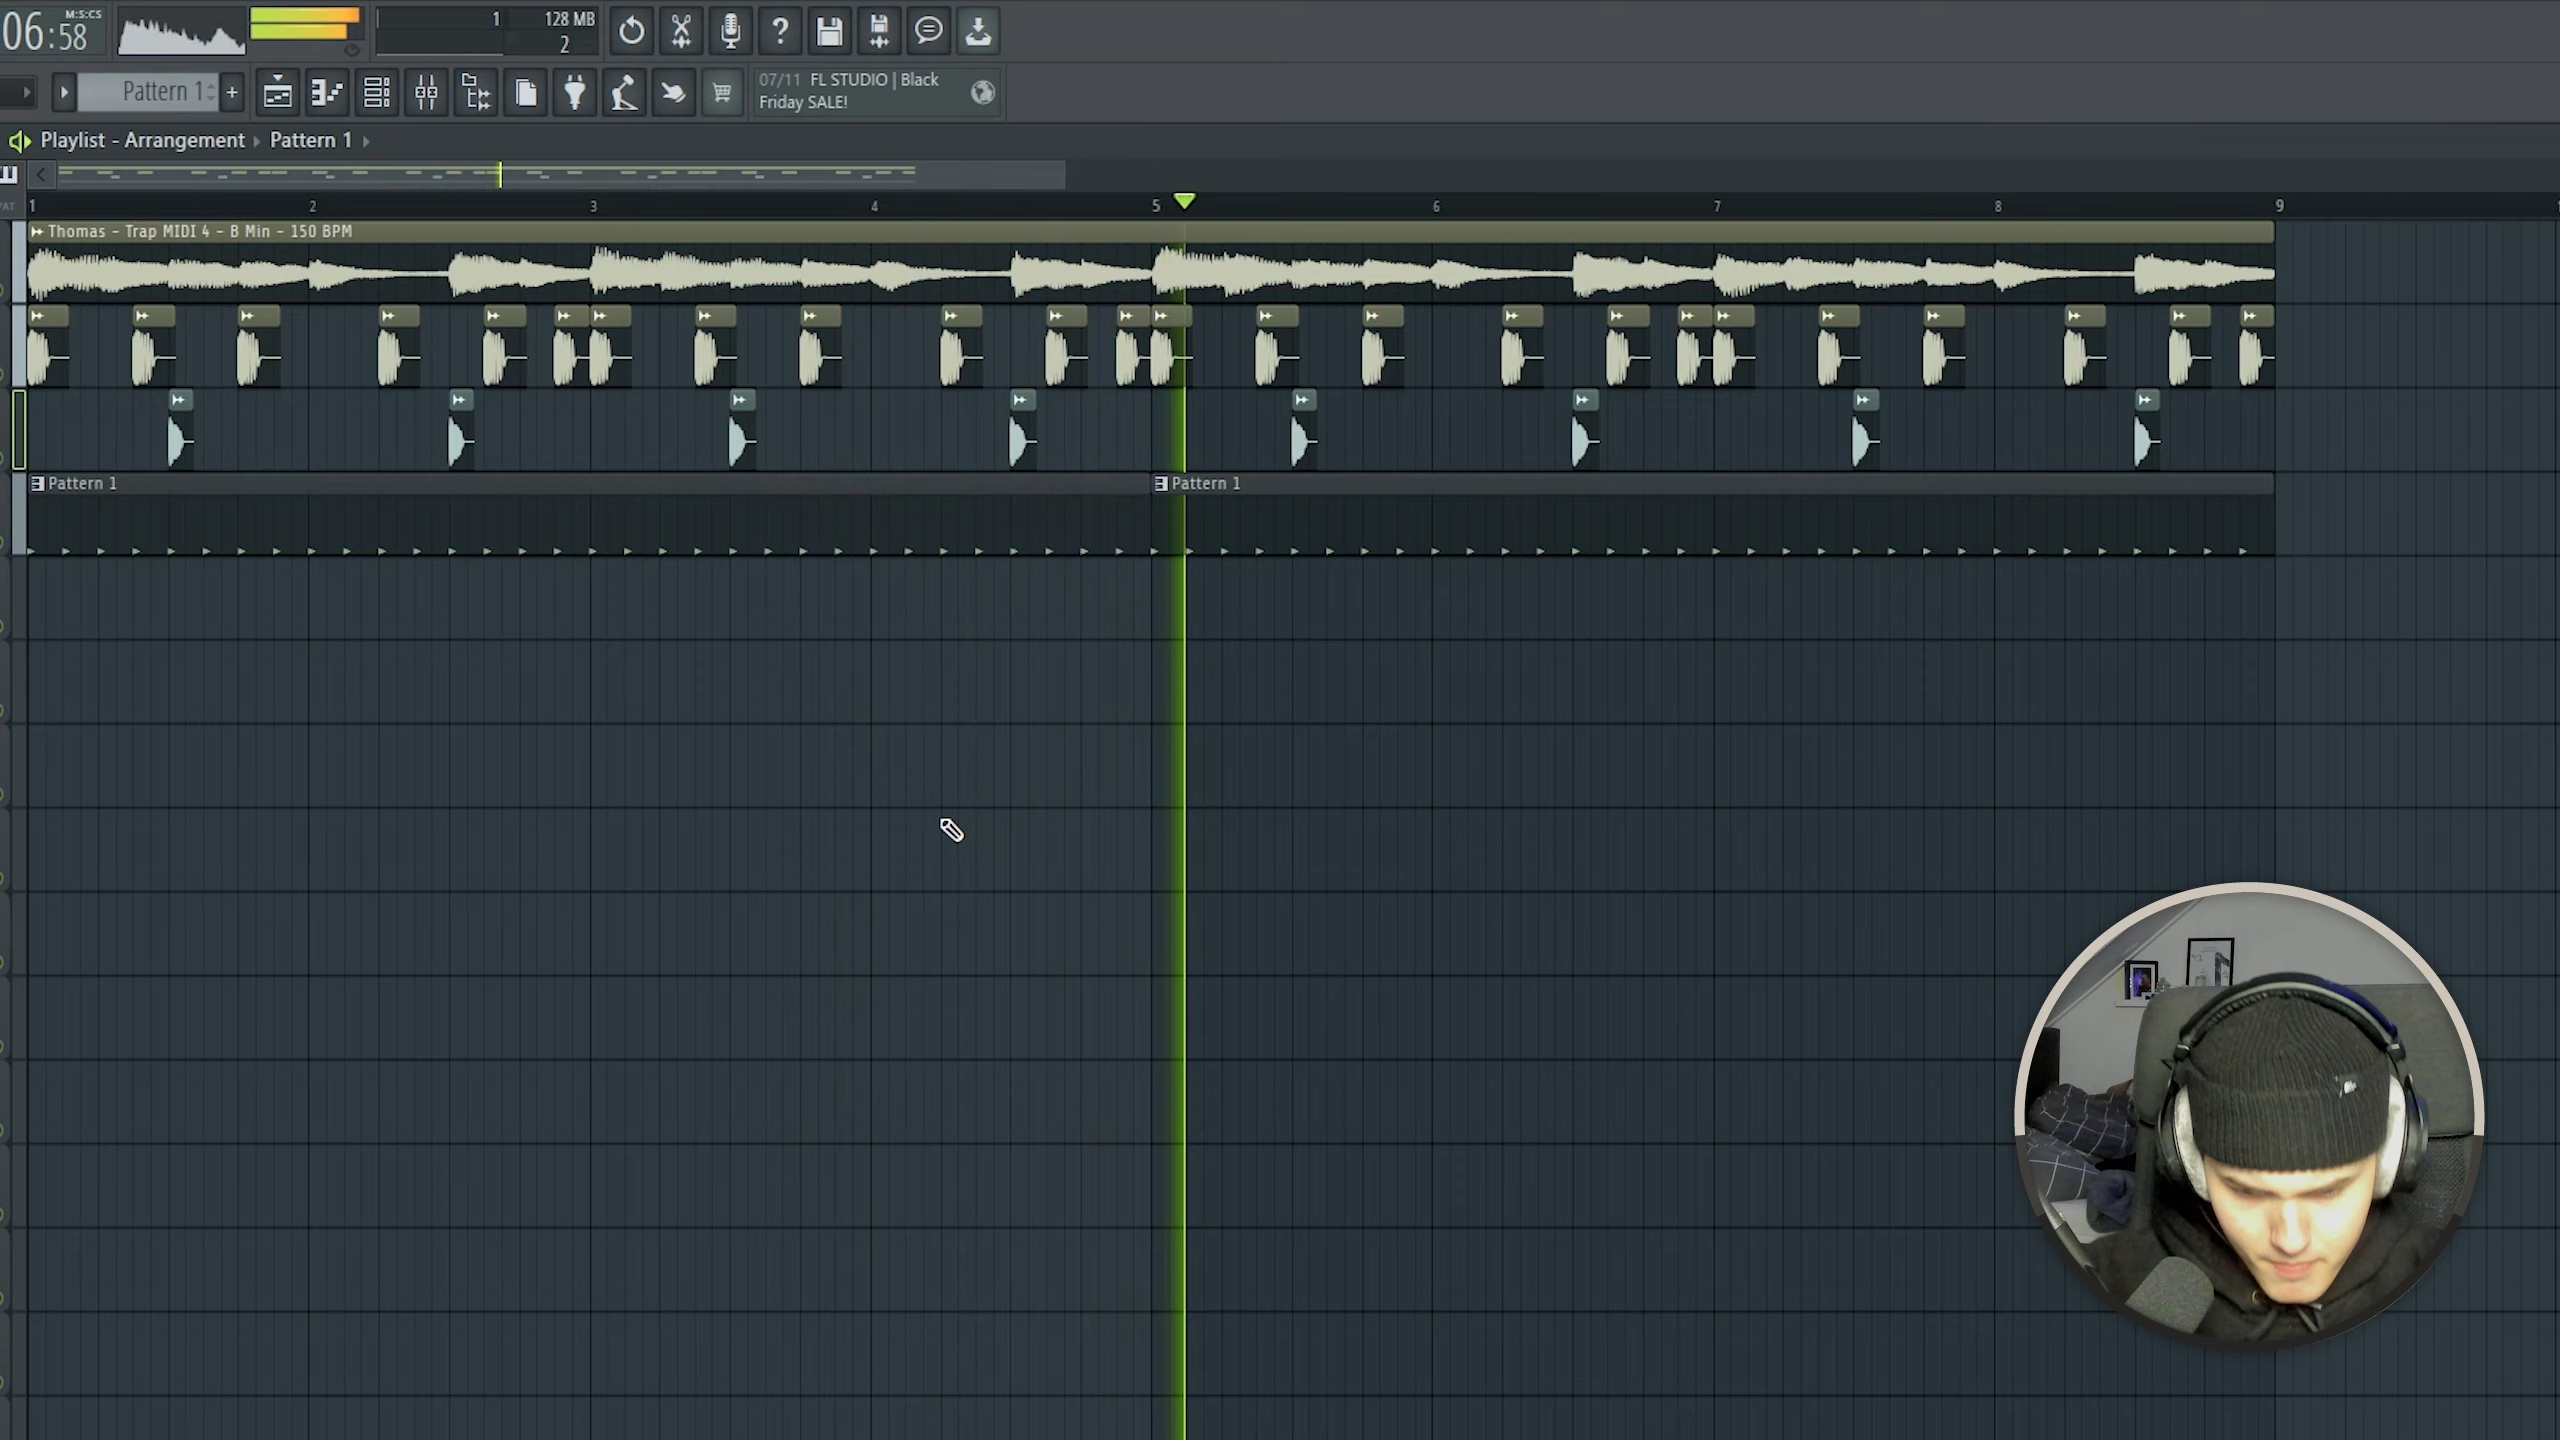 06:58
M:S:CS
1
128 MB
2
Pattern 1
+
?
07/11 FL STUDIO | Black
Friday SALE!
Playlist - Arrangement
Pattern 1
1 2 3 4 5 6 7 8 9
Thomas - Trap MIDI 4 - B Min - 150 BPM
Pattern 1
Pattern 1